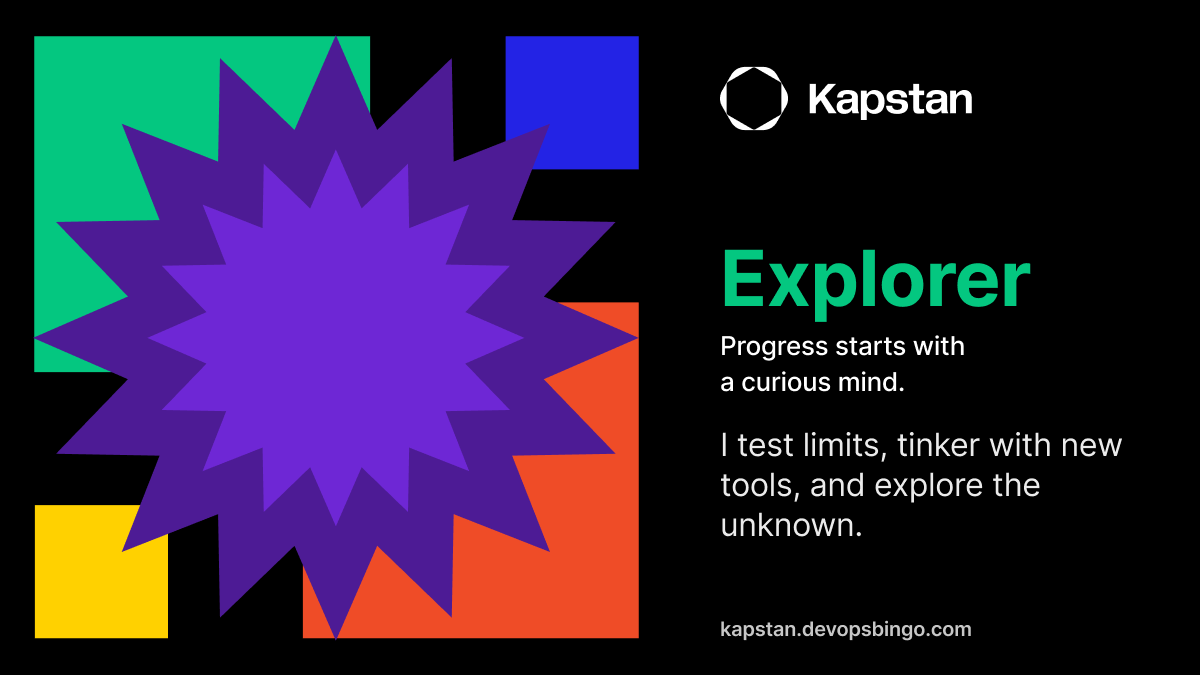 Kapstan
Explorer
Progress starts with
a curious mind.
I test limits, tinker with new
tools, and explore the
unknown.
kapstan.devopsbingo.com